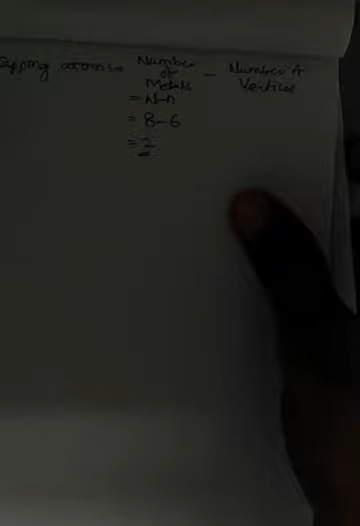 Capping atoms = Number of Metals - Number of Vertices
= N-n
= 8-6
= 2